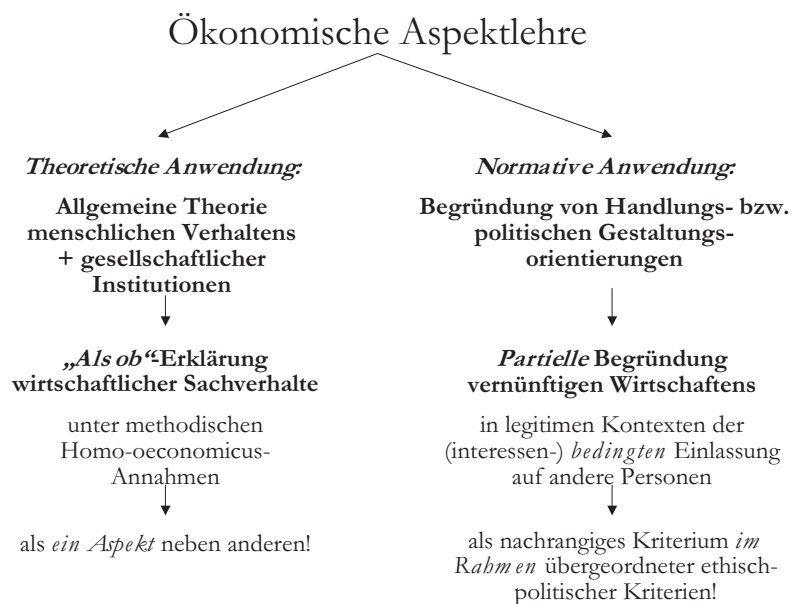 Ökonomische Aspektlehre
Theoretische Anwendung:
Allgemeine Theorie
menschlichen Verhaltens
+ gesellschaftlicher
Institutionen
„Als ob“-Erklärung
wirtschaftlicher Sachverhalte
unter methodischen
Homo-oeconomicus-
Annahmen
als ein Aspekt neben anderen!
Normative Anwendung:
Begründung von Handlungs- bzw.
politischen Gestaltungs-
orientierungen
Partielle Begründung
vernünftigen Wirtschaftens
in legitimen Kontexten der
(interessen-) bedingten Einlassung
auf andere Personen
als nachrangiges Kriterium im
Rahmen übergeordneter ethisch-
politischer Kriterien!